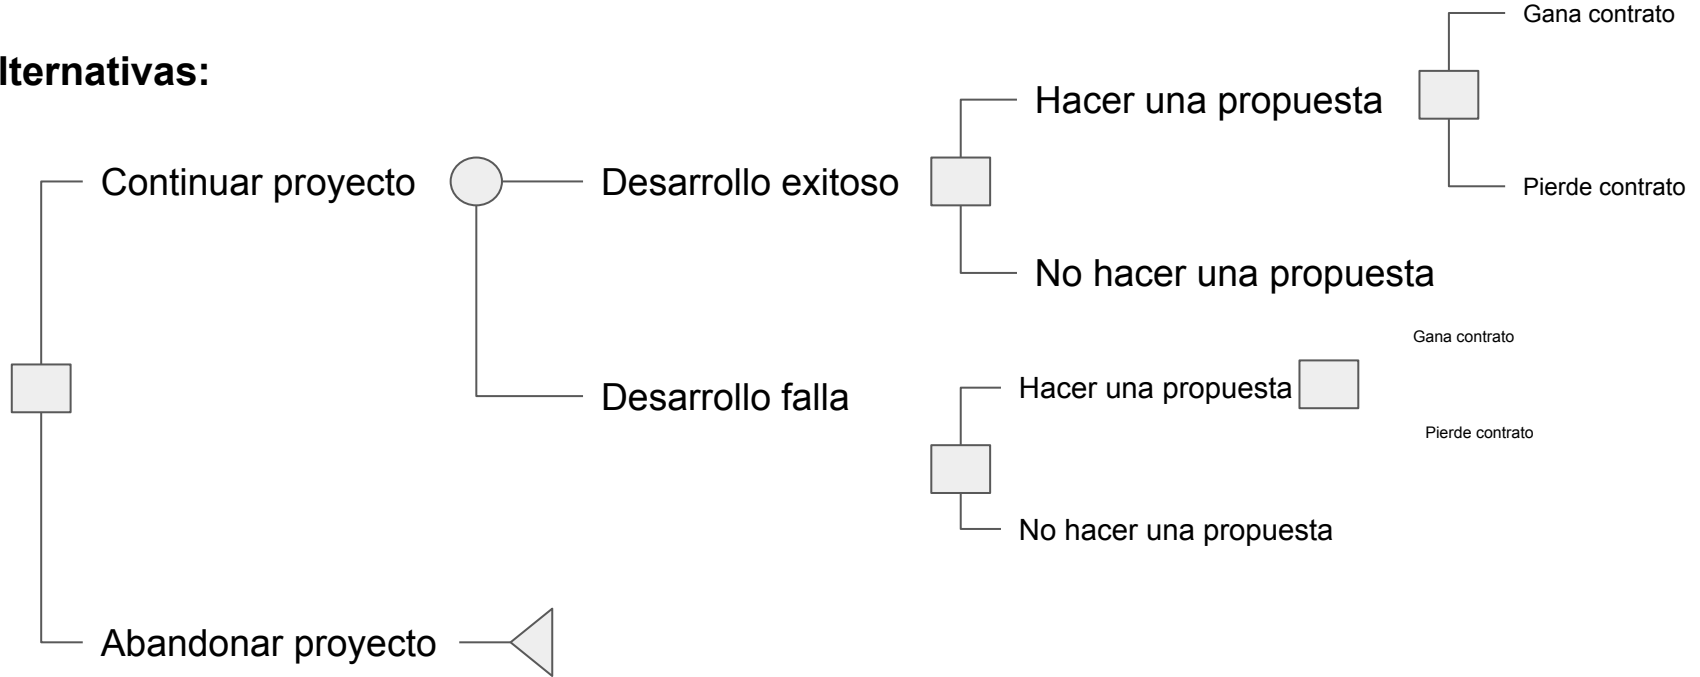 lternativas:
Gana contrato
Hacer una propuesta
Pierde contrato
Continuar proyecto
Desarrollo exitoso
No hacer una propuesta
Gana contrato
Hacer una propuesta
Pierde contrato
Desarrollo falla
No hacer una propuesta
Abandonar proyecto